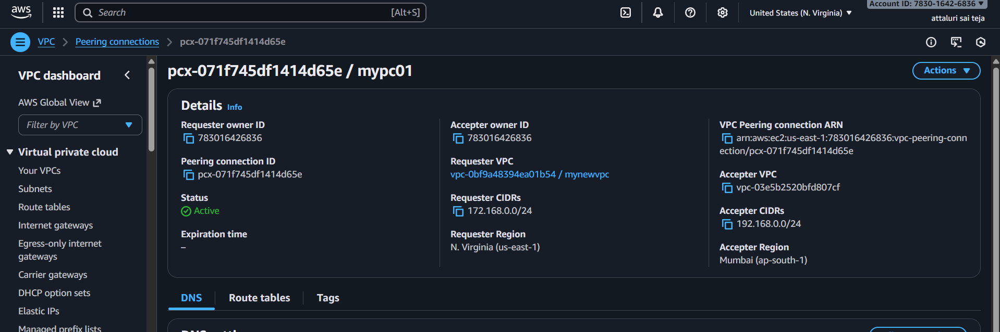 aws
Search
[Alt+S]
United States (N. Virginia)
Account ID: 7830-1642-6836
attaluri sai teja
VPC
Peering connections
pcx-071f745df1414d65e
VPC dashboard
AWS Global View
Filter by VPC
Virtual private cloud
Your VPCs
Subnets
Route tables
Internet gateways
Egress-only internet
gateways
Carrier gateways
DHCP option sets
Elastic IPs
Managed prefix lists
pcx-071f745df1414d65e / mypc01
Actions
Details Info
Requester owner ID
783016426836
Peering connection ID
pcx-071f745df1414d65e
Status
Active
Expiration time
–
Accepter owner ID
783016426836
Requester VPC
vpc-0bf9a48394ea01b54 / mynewvpc
Requester CIDRs
172.168.0.0/24
Requester Region
N. Virginia (us-east-1)
VPC Peering connection ARN
arn:aws:ec2:us-east-1:783016426836:vpc-peering-conn
ection/pcx-071f745df1414d65e
Accepter VPC
vpc-03e5b2520bfd807cf
Accepter CIDRs
192.168.0.0/24
Accepter Region
Mumbai (ap-south-1)
DNS
Route tables
Tags